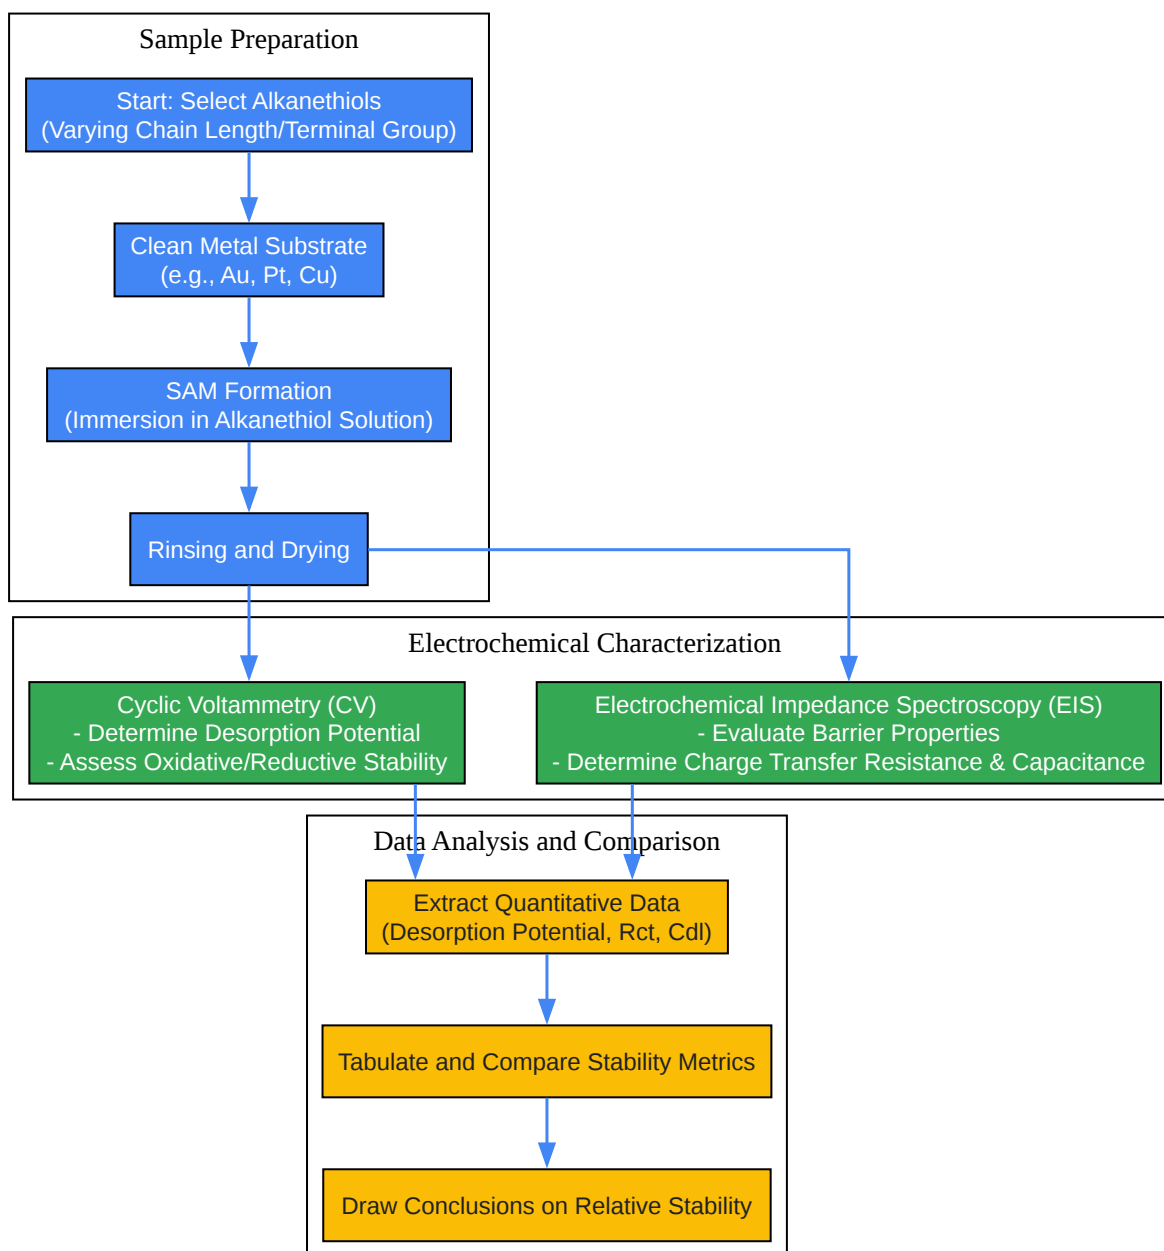 Sample Preparation
Start: Select Alkanethiols
(Varying Chain Length/Terminal Group)
Clean Metal Substrate
(e.g., Au, Pt, Cu)
SAM Formation
(Immersion in Alkanethiol Solution)
Rinsing and Drying
Electrochemical Characterization
Cyclic Voltammetry (CV)
- Determine Desorption Potential
- Assess Oxidative/Reductive Stability
Electrochemical Impedance Spectroscopy (EIS)
- Evaluate Barrier Properties
- Determine Charge Transfer Resistance & Capacitance
Data Analysis and Comparison
Extract Quantitative Data
(Desorption Potential, Rct, Cdl)
Tabulate and Compare Stability Metrics
Draw Conclusions on Relative Stability